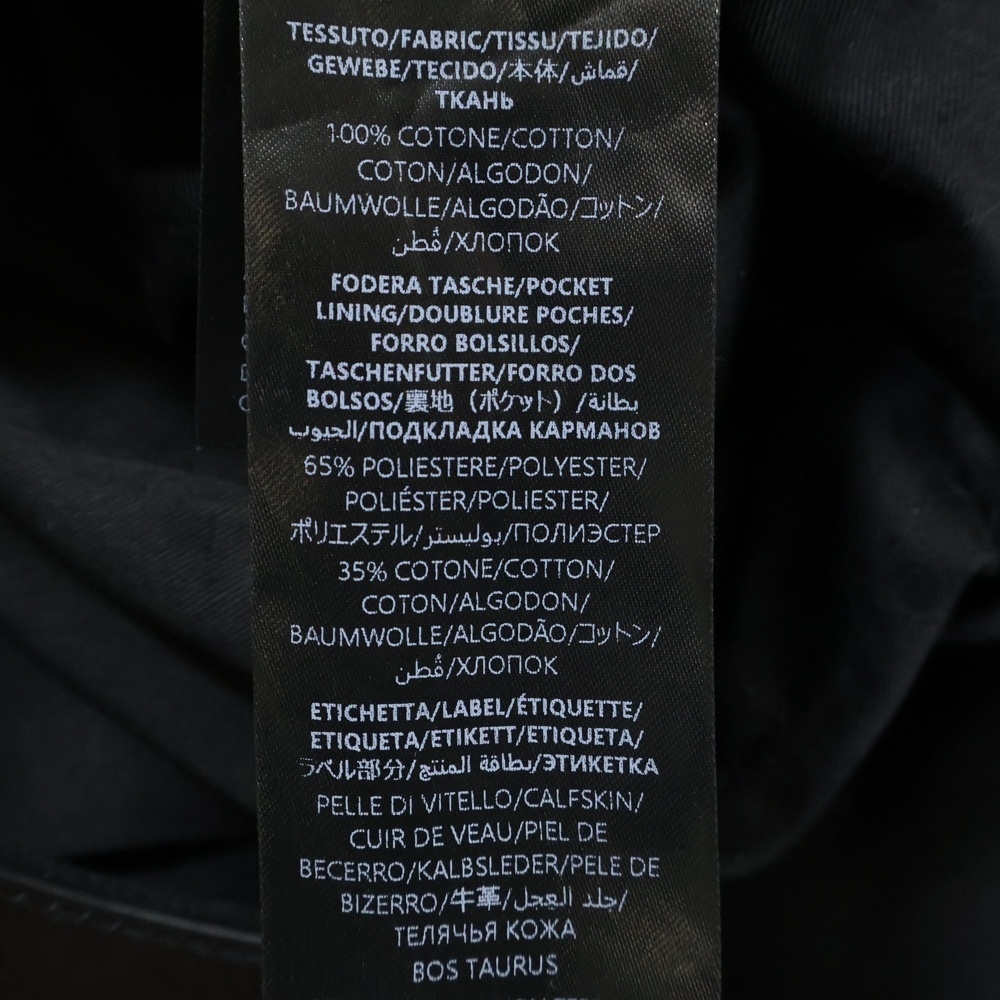 TESSUTO/FABRIC/TISSU/TEJIDO/
GEWEBE/TECIDO/本体/قماش/
ТКАНЬ
100% COTONE/COTTON/
COTON/ALGODON/
BAUMWOLLE/ALGODÃO/コットン/
قُطن/ХЛОПОК
FODERA TASCHE/POCKET
LINING/DOUBLURE POCHES/
FORRO BOLSILLOS/
TASCHENFUTTER/FORRO DOS
BOLSOS/裏地（ポケット）/بطانة
الجيوب/ПОДКЛАДКА КАРМАНОВ
65% POLIESTERE/POLYESTER/
POLIÉSTER/POLIESTER/
ポリエステル/بوليستر/ПОЛИЭСТЕР
35% COTONE/COTTON/
COTON/ALGODON/
BAUMWOLLE/ALGODÃO/コットン/
قُطن/ХЛОПОК
ETICHETTA/LABEL/ÉTIQUETTE/
ETIQUETA/ETIKETT/ETIQUETA/
ラベル部分/بطاقة المنتج/ЭТИКЕТКА
PELLE DI VITELLO/CALFSKIN/
CUIR DE VEAU/PIEL DE
BECERRO/KALBSLEDER/PELE DE
BIZERRO/牛革/جلد العجل/
ТЕЛЯЧЬЯ КОЖА
BOS TAURUS